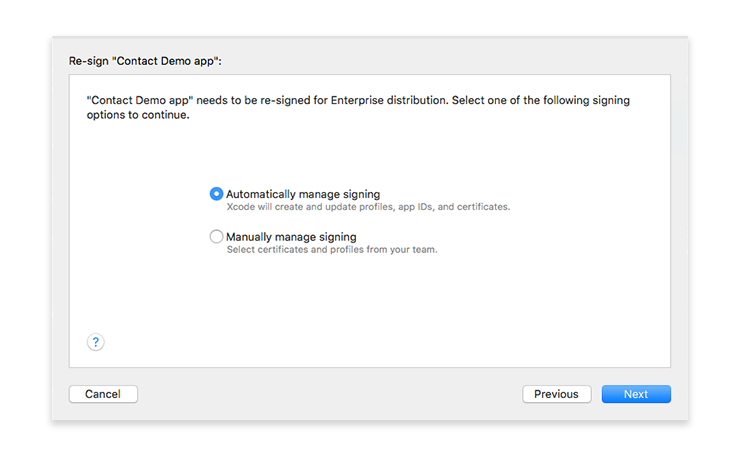 Re-sign "Contact Demo app":
"Contact Demo app" needs to be re-signed for Enterprise distribution. Select one of the following signing
options to continue.
Automatically manage signing
Xcode will create and update profiles, app IDs, and certificates.
Manually manage signing
Select certificates and profiles from your team.
?
Cancel
Previous
Next